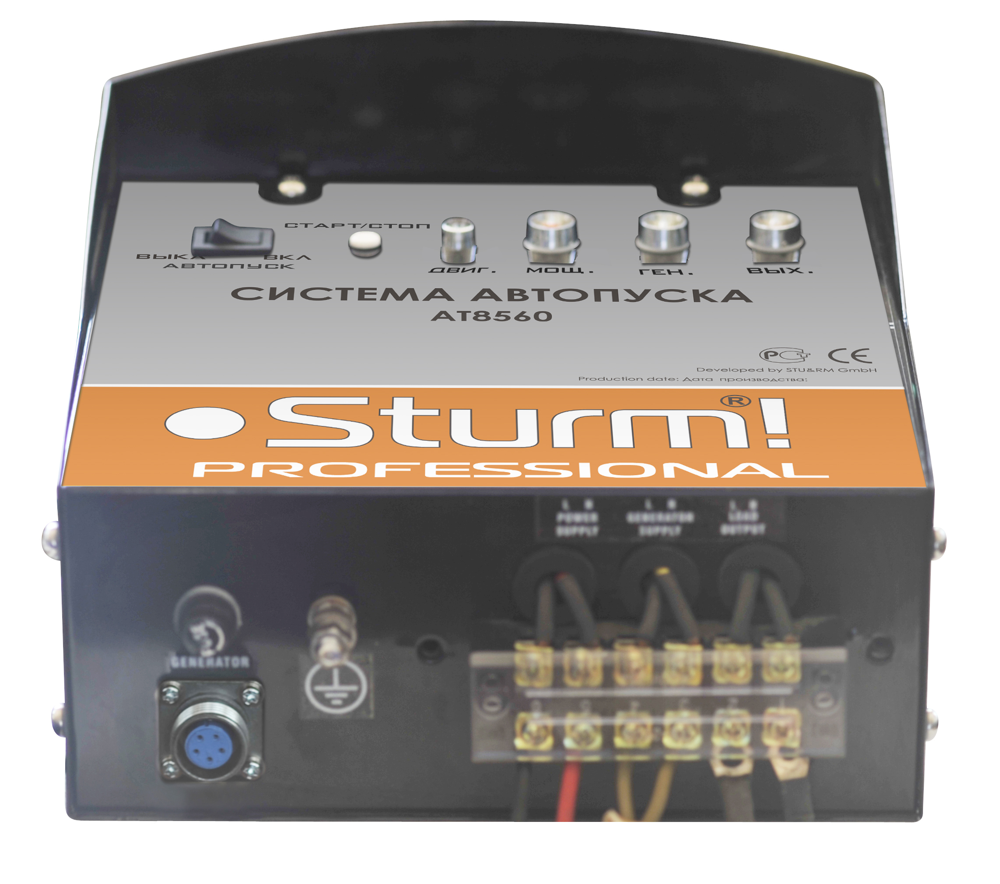 СТАРТ/СТОП
ВЫКЛ ВКЛ
АВТОПУСК
ДВИГ. МОЩ. ГЕН. ВЫХ.
СИСТЕМА АВТОПУСКА
AT8560
PCT CE
Developed by STU&RM GmbH
Production date: Дата производства:
Sturm!®
PROFESSIONAL
L N L N L N
POWER SUPPLY
GENERATOR SUPPLY
LOAD OUTPUT
GENERATOR